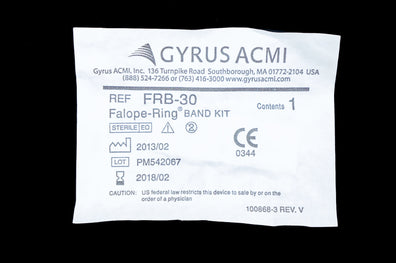 GYRUS ACMI
Gyrus ACMI, Inc. 136 Turnpike Road Southborough, MA 01772-2104 USA
(888) 524-7266 or (763) 416-3000 www.gyrusacmi.com
REF FRB-30 Contents 1
Falope-Ring® BAND KIT
STERILE EO 2
CE
0344
2013/02
LOT PM542067
2018/02
CAUTION: US federal law restricts this device to sale by or on the
order of a physician
100868-3 REV. V